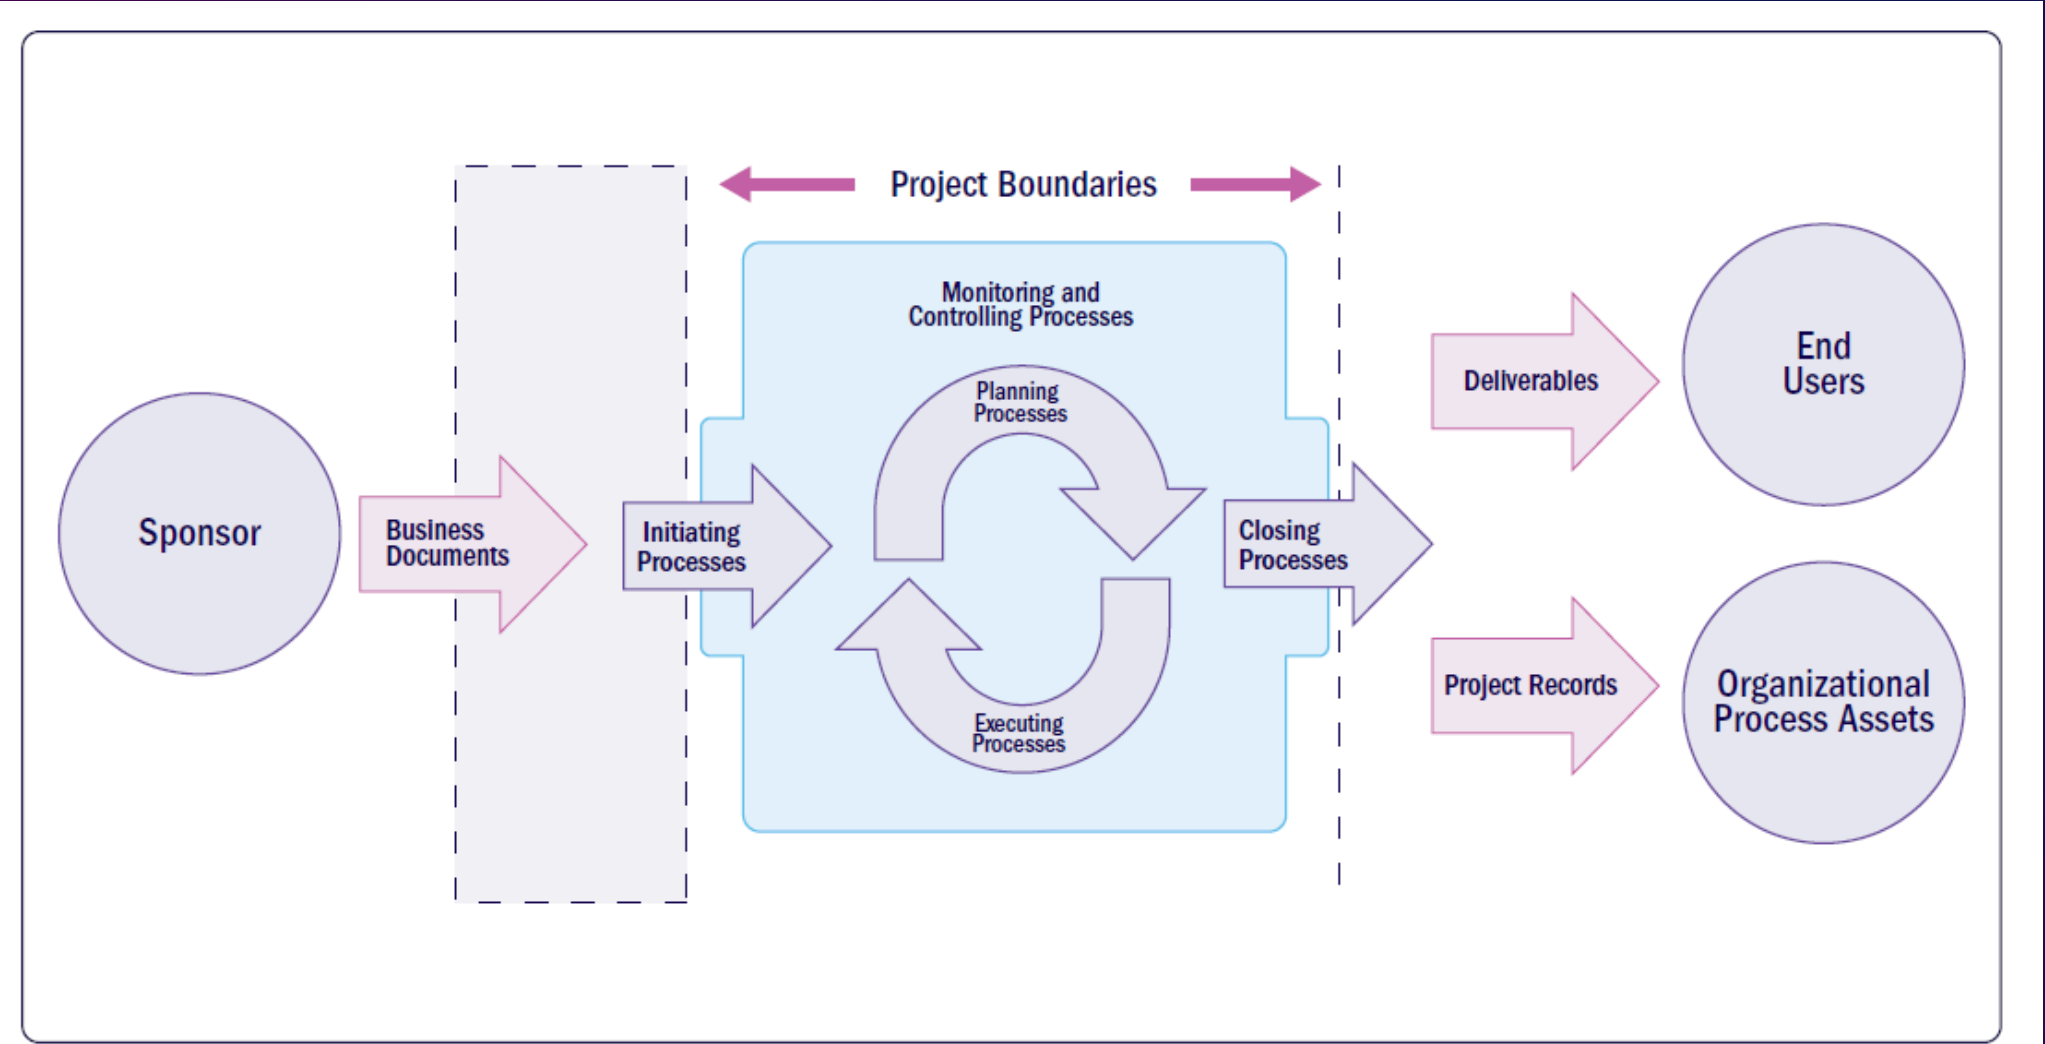 Project Boundaries
Monitoring and
Controlling Processes
Planning
Processes
Sponsor
Business
Documents
Initiating
Processes
Closing
Processes
Executing
Processes
Deliverables
End
Users
Project Records
Organizational
Process Assets